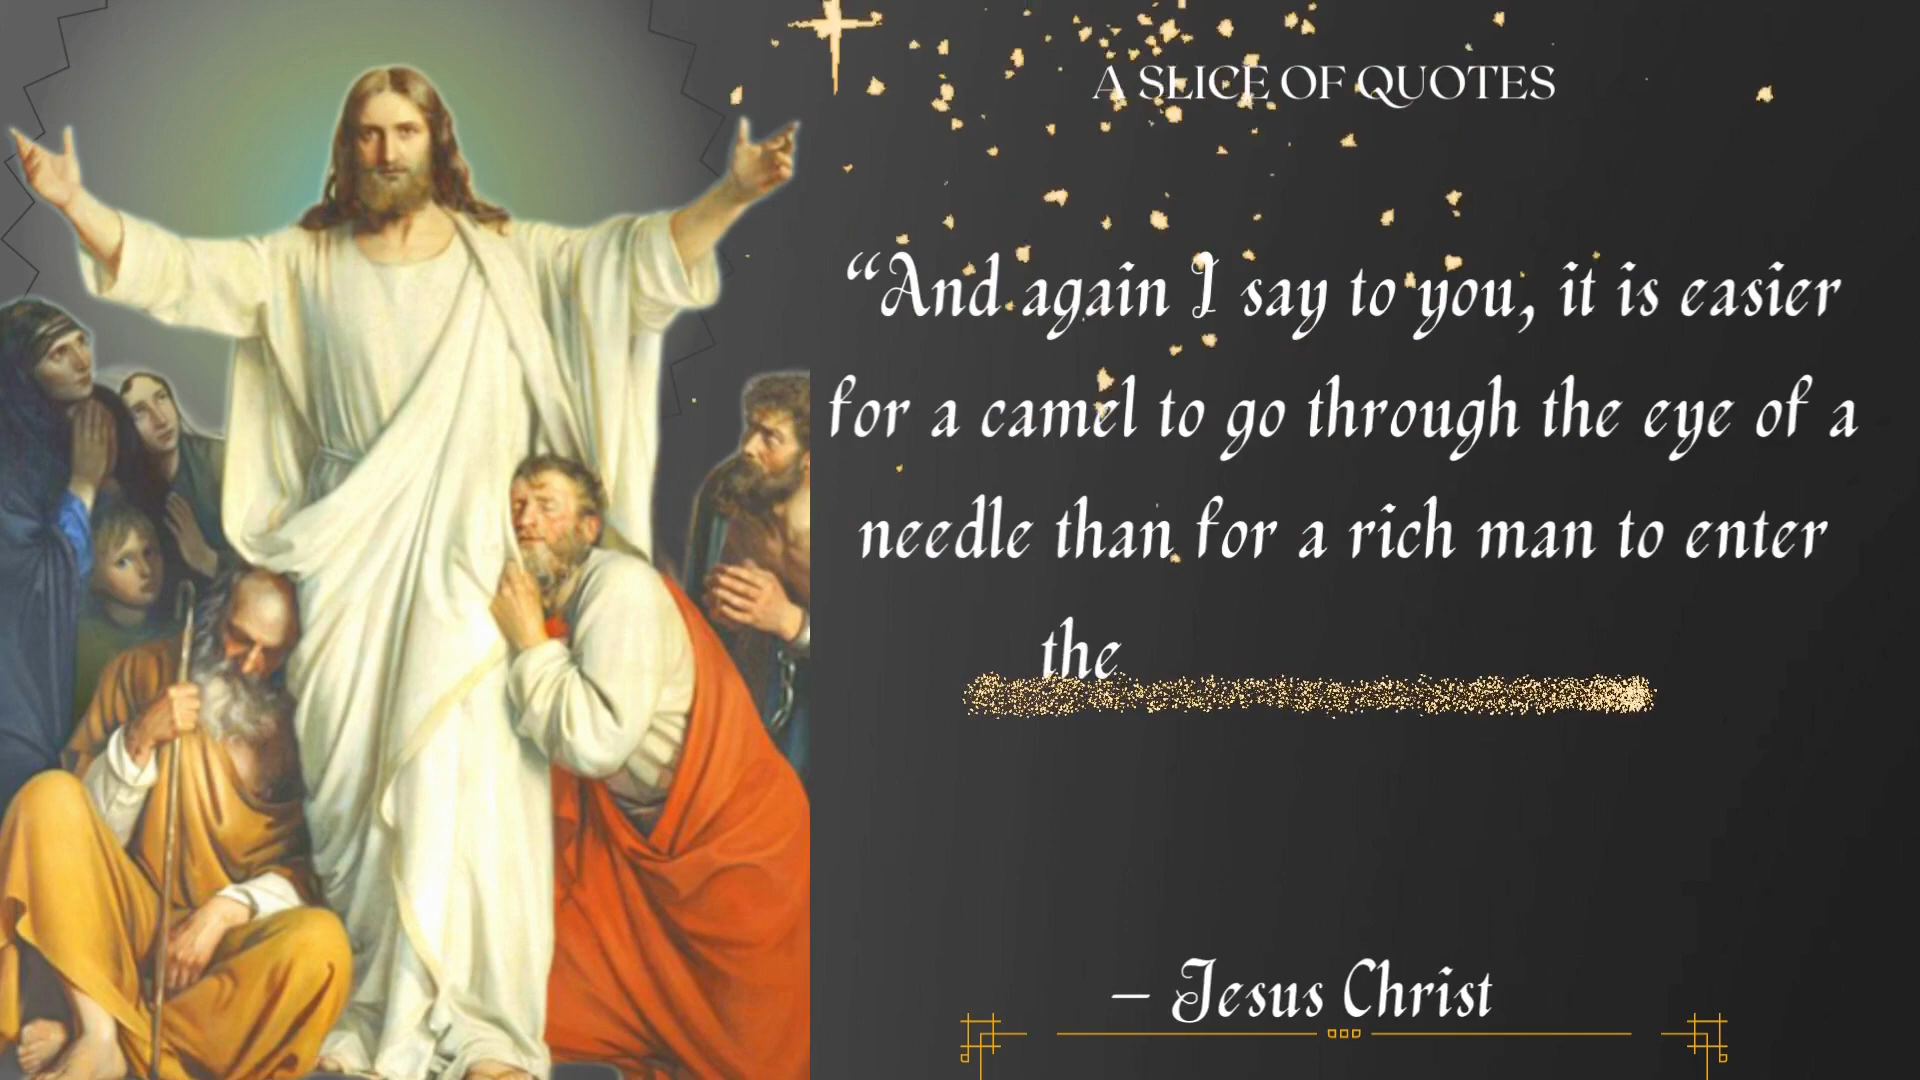 A SLICE OF QUOTES
“And again I say to you, it is easier
for a camel to go through the eye of a
needle than for a rich man to enter
the
– Jesus Christ